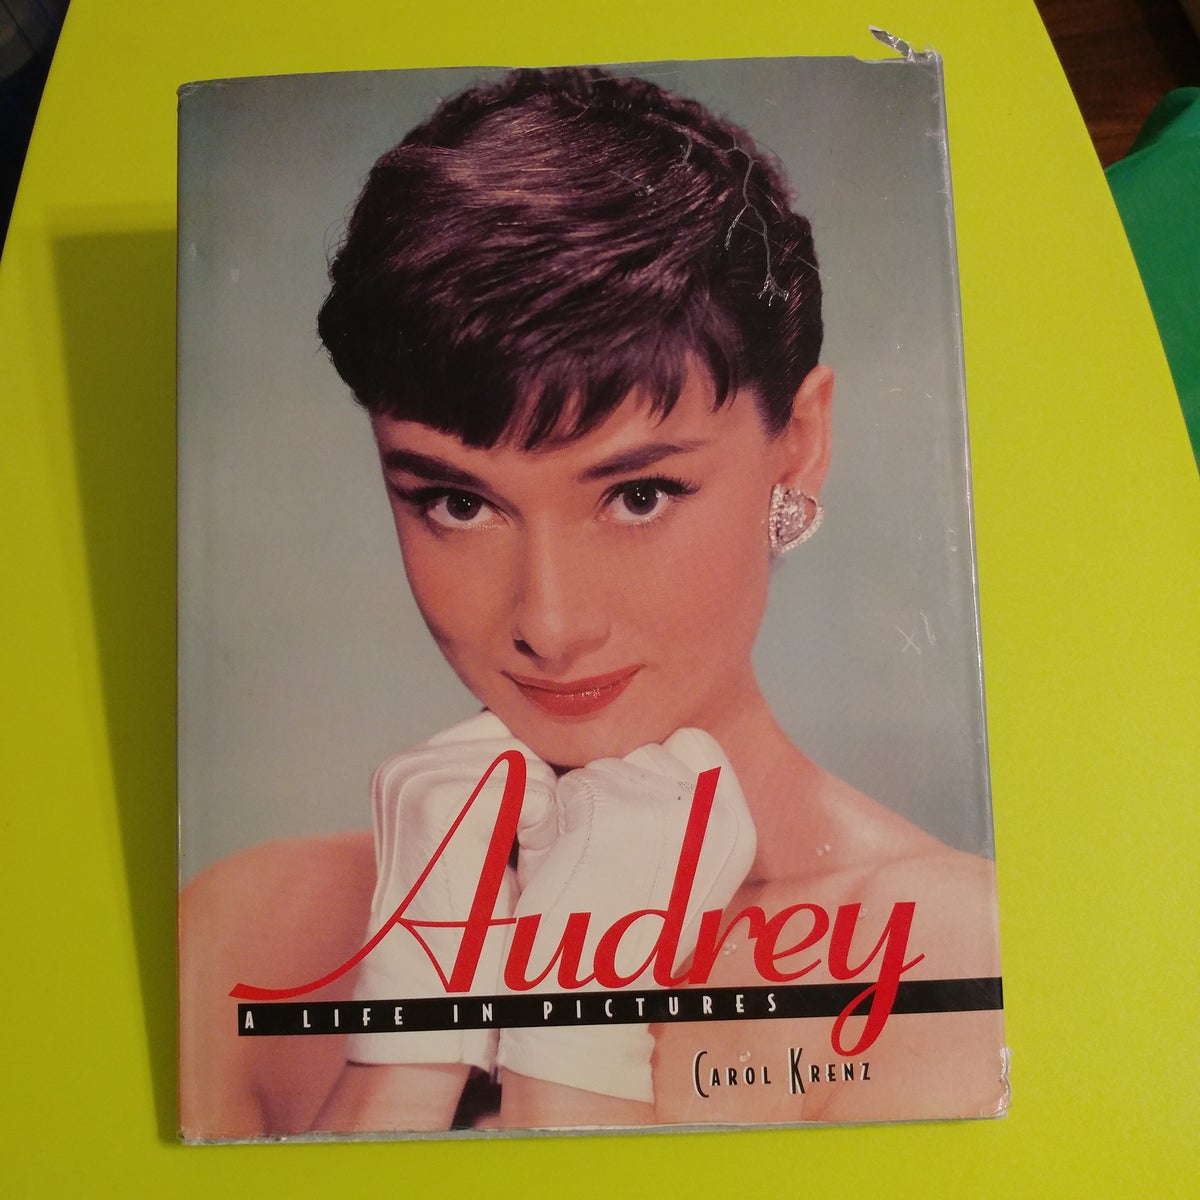 Audrey
A LIFE IN PICTURES
CAROL KRENZ